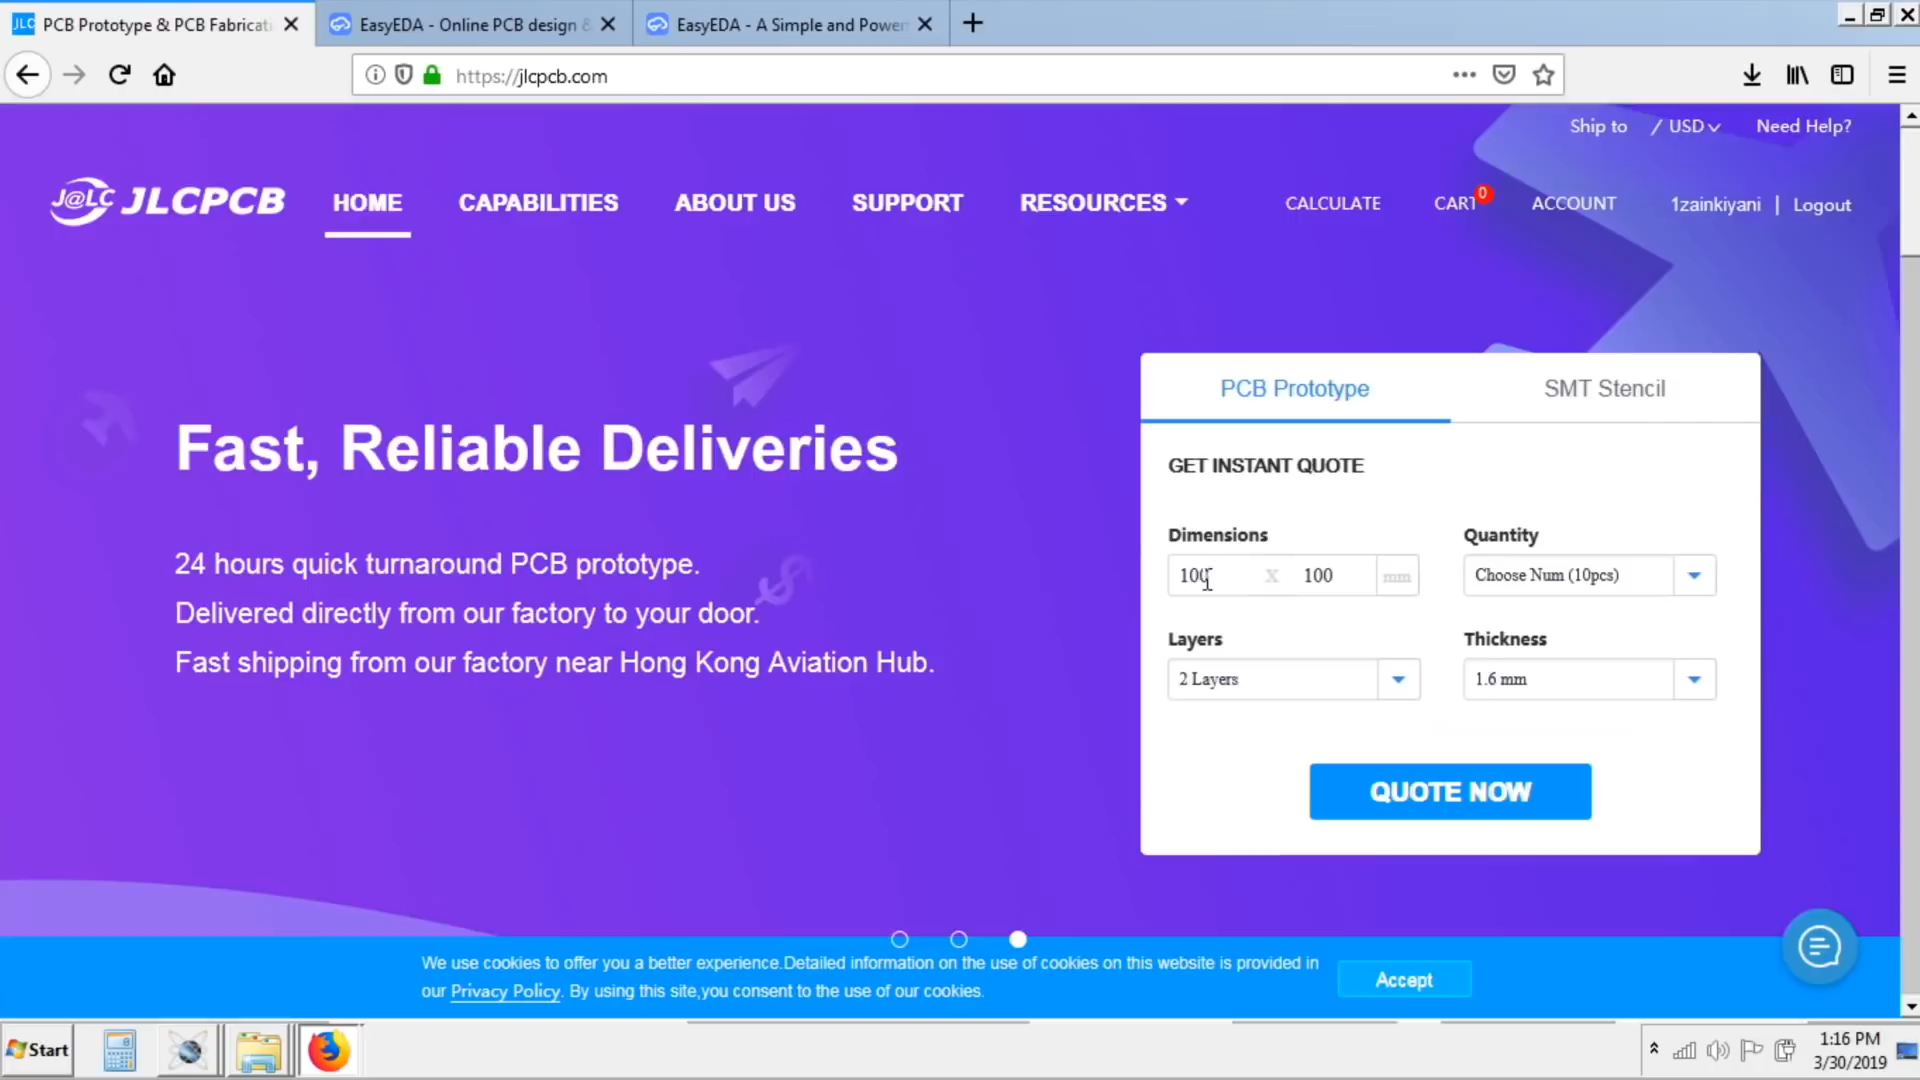 JLC PCB Prototype & PCB Fabricat
EasyEDA - Online PCB design &
EasyEDA - A Simple and Power
https://jlcpcb.com
Ship to / USD Need Help?
J@LC JLCPCB
HOME CAPABILITIES ABOUT US SUPPORT RESOURCES
CALCULATE CART 0 ACCOUNT 1zainkiyani | Logout
Fast, Reliable Deliveries
24 hours quick turnaround PCB prototype.
Delivered directly from our factory to your door.
Fast shipping from our factory near Hong Kong Aviation Hub.
PCB Prototype SMT Stencil
GET INSTANT QUOTE
Dimensions Quantity
100 X 100 mm Choose Num (10pcs)
Layers Thickness
2 Layers 1.6 mm
QUOTE NOW
We use cookies to offer you a better experience.Detailed information on the use of cookies on this website is provided in
our Privacy Policy. By using this site,you consent to the use of our cookies.
Accept
Start
1:16 PM
3/30/2019